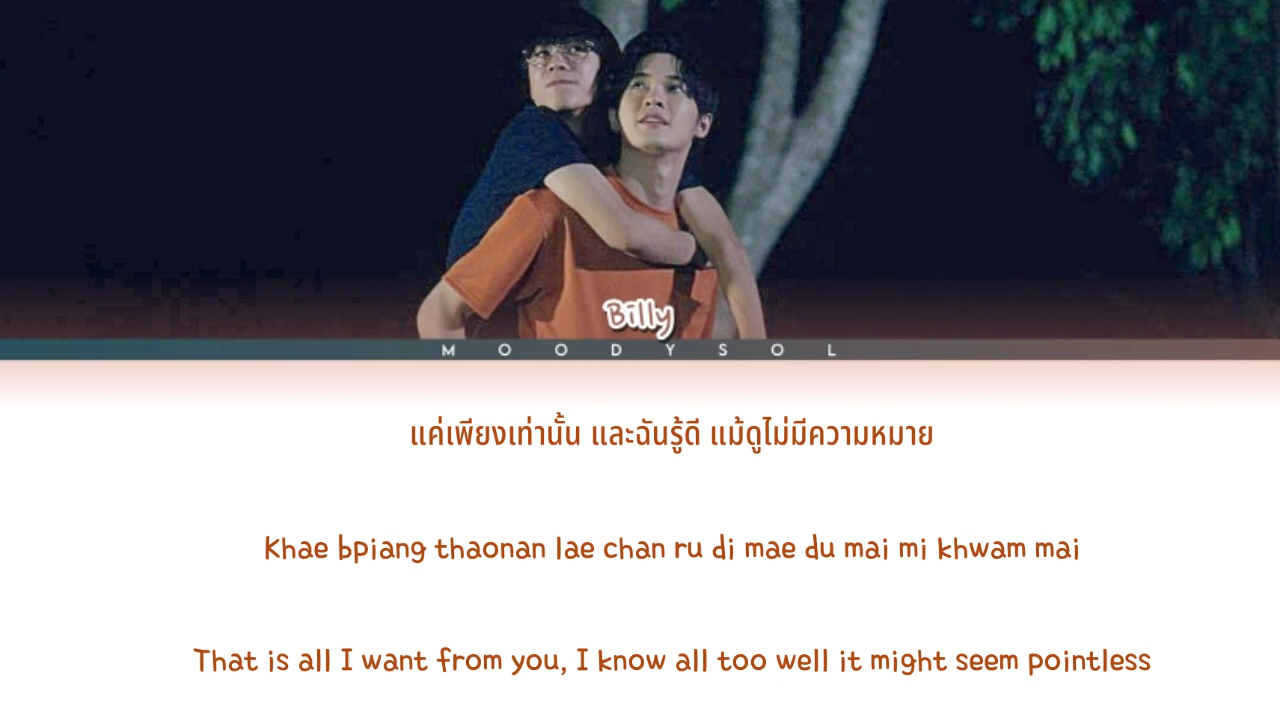 Billy
MOODYSOL
แค่เพียงเท่านั้น และฉันรู้ดี แม้ดูไม่มีความหมาย
Khae bpiang thaonan lae chan ru di mae du mai mi khwam mai
That is all I want from you, I know all too well it might seem pointless